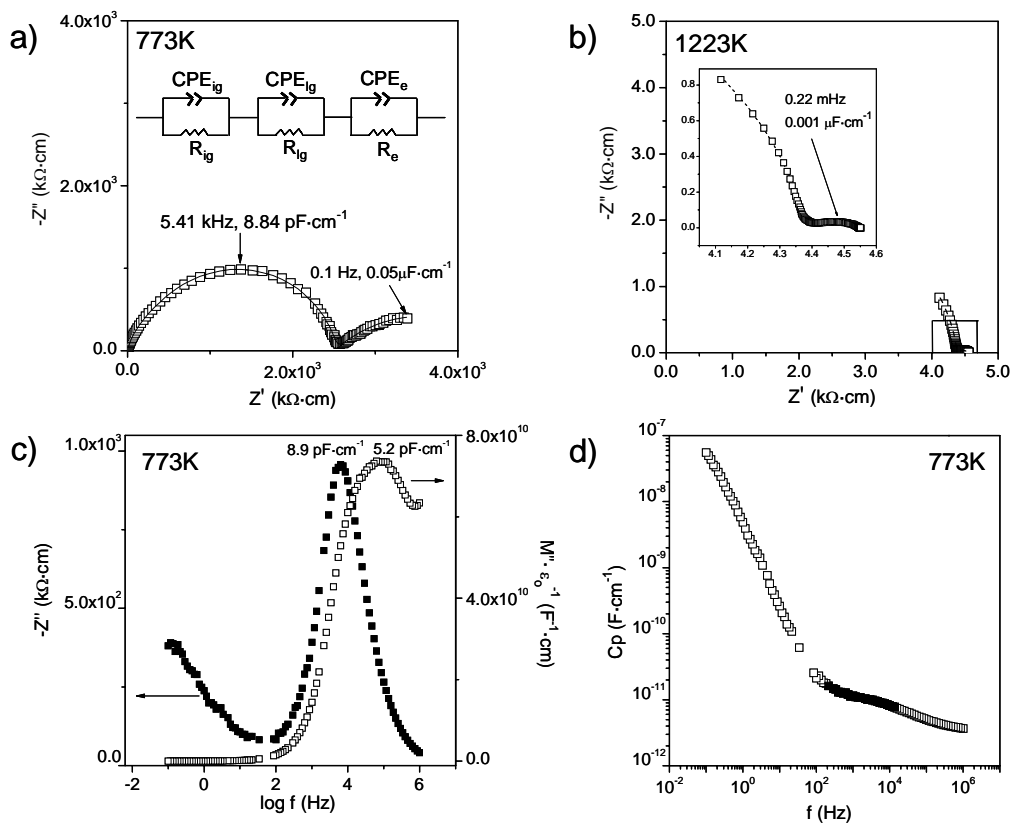 a)
773K
CPEig CPEIg CPEe
Rig RIg Re
5.41 kHz, 8.84 pF·cm-1
0.1 Hz, 0.05µF·cm-1
-Z'' (kΩ·cm)
4.0x10³
2.0x10³
0.0
0.0 2.0x10³ 4.0x10³
Z' (kΩ·cm)
b)
1223K
0.22 mHz
0.001 µF·cm-1
0.8
0.6
0.4
0.2
0.0
4.1 4.2 4.3 4.4 4.5 4.6
-Z'' (kΩ·cm)
5.0
4.0
3.0
2.0
1.0
0.0
0.0 1.0 2.0 3.0 4.0 5.0
Z' (kΩ·cm)
c)
773K
8.9 pF·cm-1 5.2 pF·cm-1
-Z'' (kΩ·cm)
1.0x10³
5.0x10²
0.0
-2 0 2 4 6
log f (Hz)
8.0x10¹⁰
4.0x10¹⁰
0.0
M''· εo-1 (F-1·cm)
d)
773K
Cp (F·cm-1)
10-7
10-8
10-9
10-10
10-11
10-12
10-2 10⁰ 10² 10⁴ 10⁶
f (Hz)